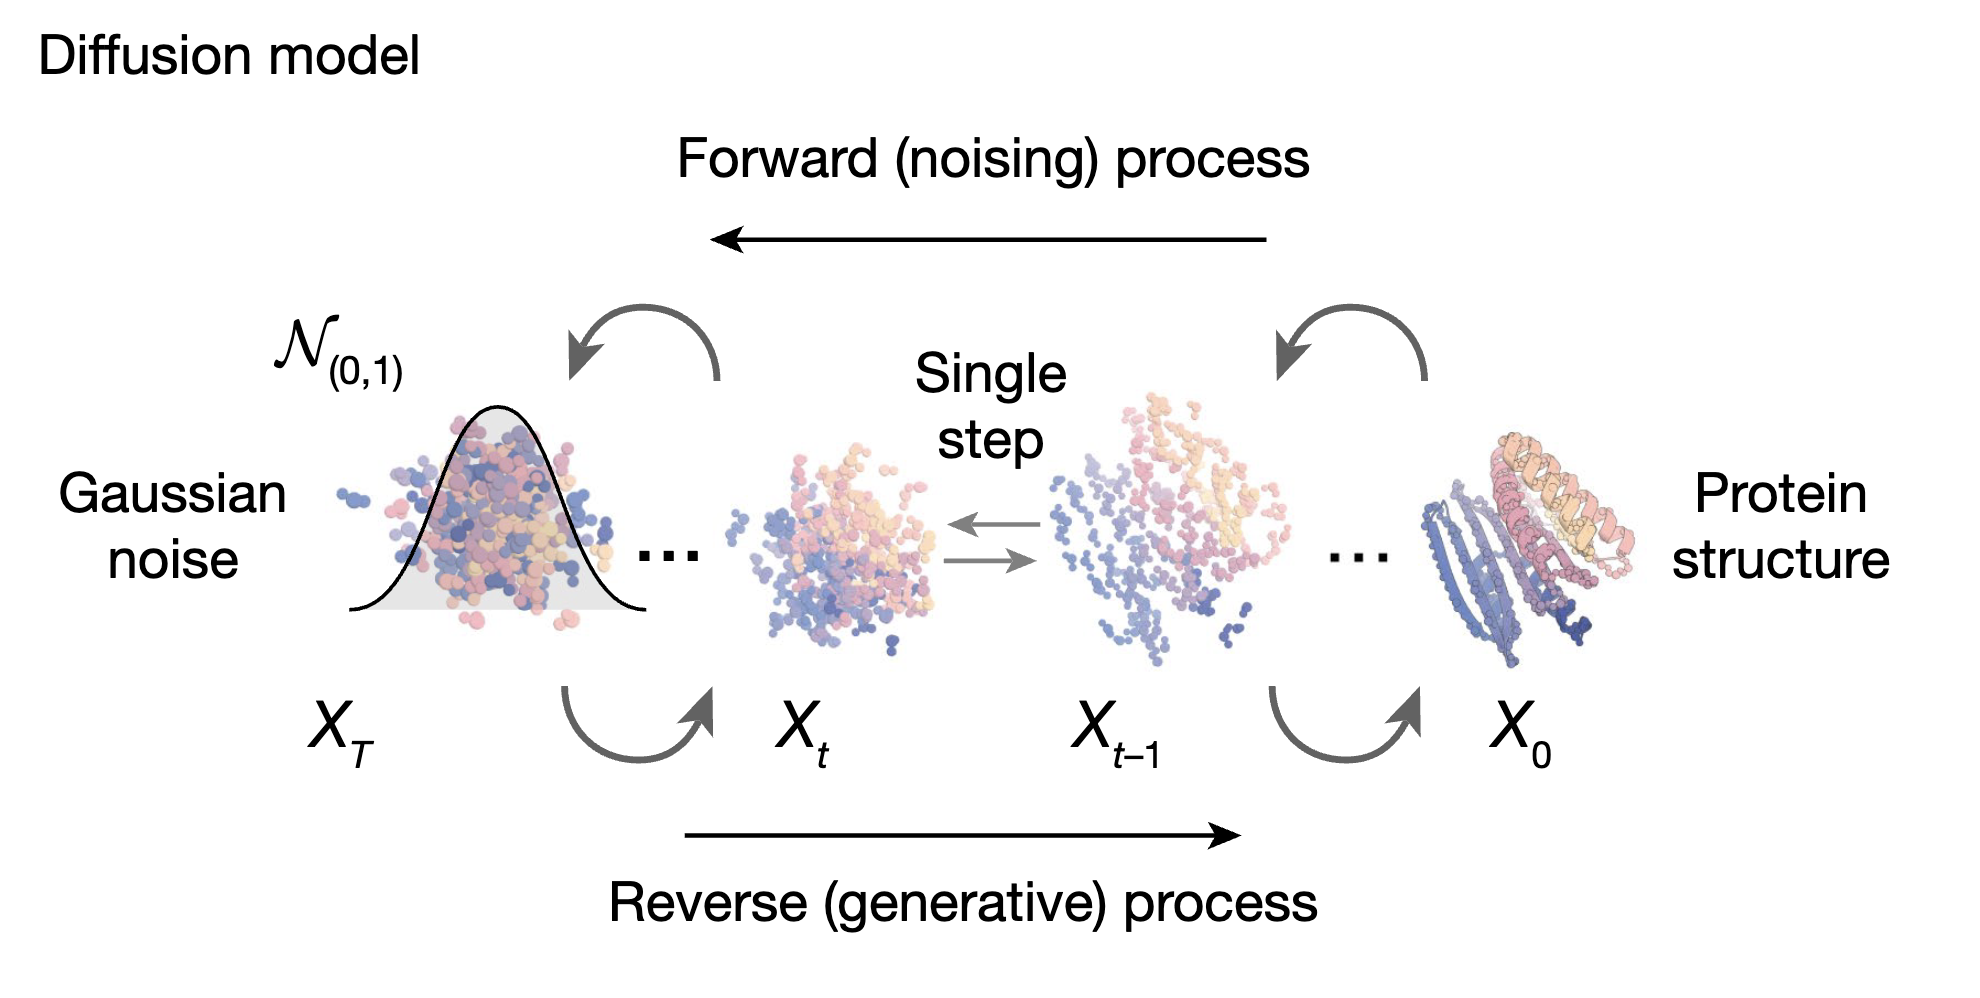 Diffusion model
Forward (noising) process
𝒩(0,1)
Single
step
Gaussian
noise
...
...
Protein
structure
X_T
X_t
X_{t–1}
X_0
Reverse (generative) process